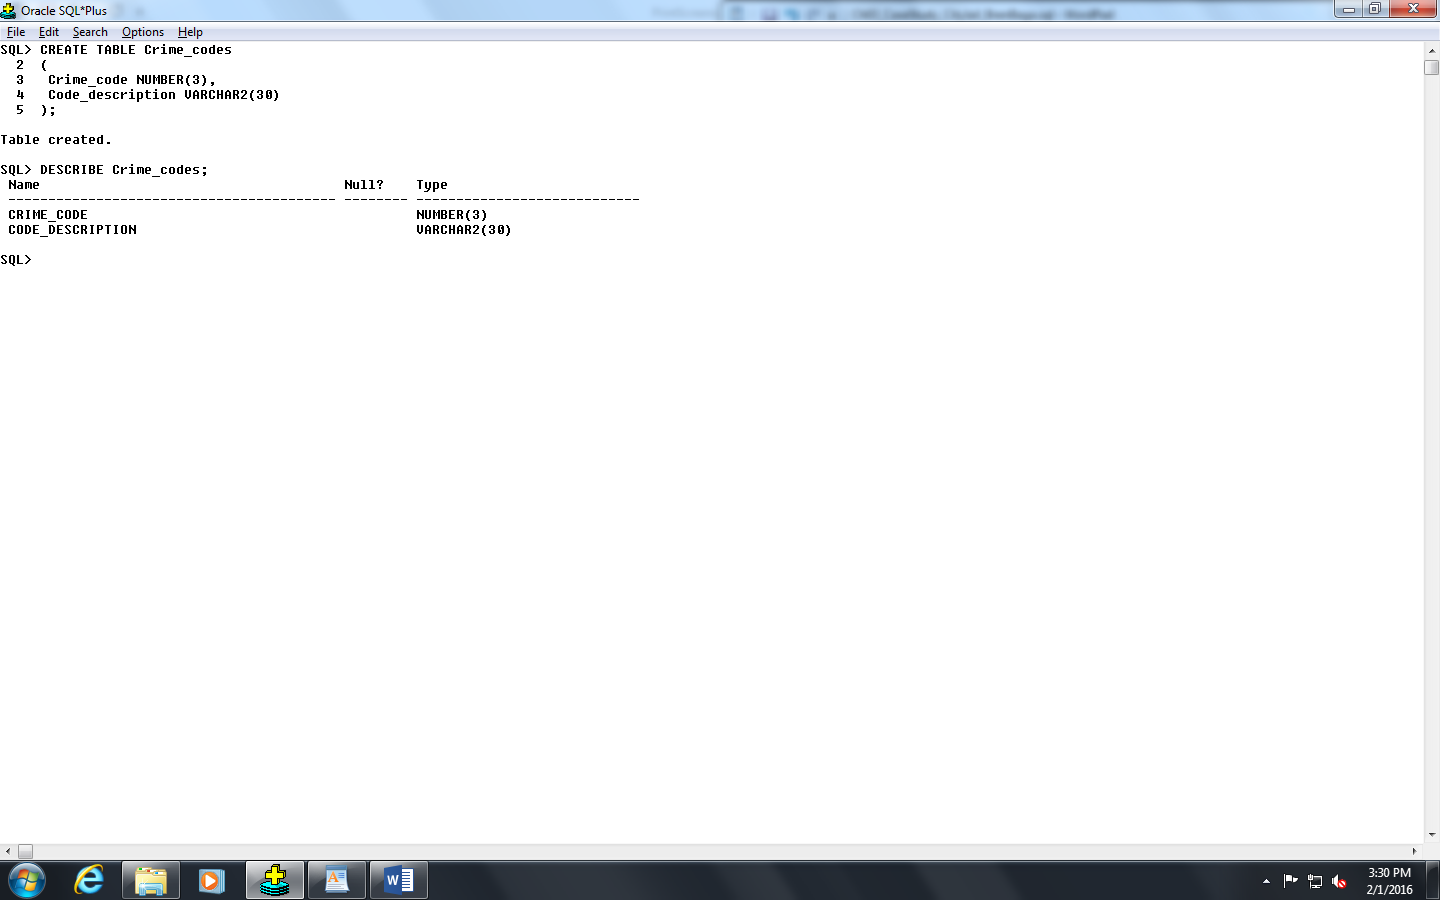 Oracle SQL*Plus
File Edit Search Options Help
SQL> CREATE TABLE Crime_codes
  2  (
  3   Crime_code NUMBER(3),
  4   Code_description VARCHAR2(30)
  5  );
Table created.
SQL> DESCRIBE Crime_codes;
 Name                                      Null?    Type
 ----------------------------------------- -------- ----------------------------
 CRIME_CODE                                         NUMBER(3)
 CODE_DESCRIPTION                                   VARCHAR2(30)
SQL>
3:30 PM
2/1/2016